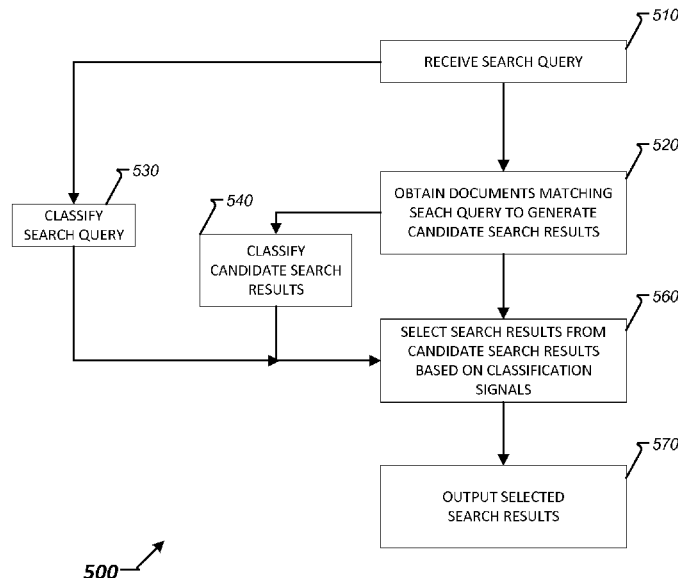 510
RECEIVE SEARCH QUERY
520
OBTAIN DOCUMENTS MATCHING
SEACH QUERY TO GENERATE
CANDIDATE SEARCH RESULTS
530
CLASSIFY
SEARCH QUERY
540
CLASSIFY
CANDIDATE SEARCH
RESULTS
560
SELECT SEARCH RESULTS FROM
CANDIDATE SEARCH RESULTS
BASED ON CLASSIFICATION
SIGNALS
570
OUTPUT SELECTED
SEARCH RESULTS
500